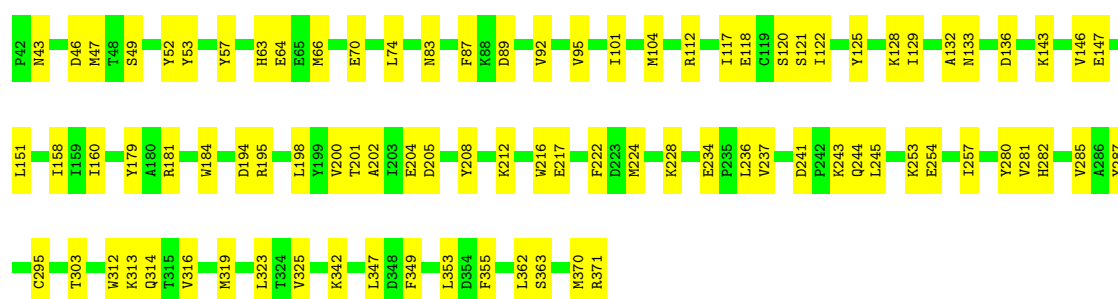 P42 N43 D46 M47 T48 S49 Y52 Y53 Y57 H63 E64 E65 M66 E70 L74 N83 F87 K88 D89 V92 V95 I101 M104 R112 I117 E118 C119 S120 S121 I122 Y125 K128 I129 A132 N133 D136 K143 V146 E147
L151 I158 I159 I160 Y179 A180 R181 W184 D194 R195 L198 Y199 V200 T201 A202 I203 E204 D205 Y208 K212 W216 E217 F222 D223 M224 K228 E234 P235 L236 V237 D241 P242 K243 Q244 L245 K253 E254 I257 Y280 V281 H282 V285 A286 Y287
C295 T303 W312 K313 Q314 T315 V316 M319 L323 T324 V325 K342 L347 D348 F349 L353 D354 F355 L362 S363 M370 R371